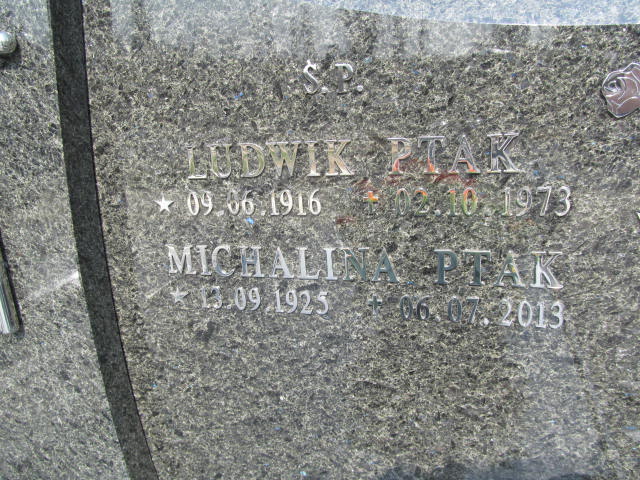 Ś.P.
LUDWIK PTAK
★ 09.06.1916 ✝ 02.10.1973
MICHALINA PTAK
★ 13.09.1925 ✝ 06.07.2013